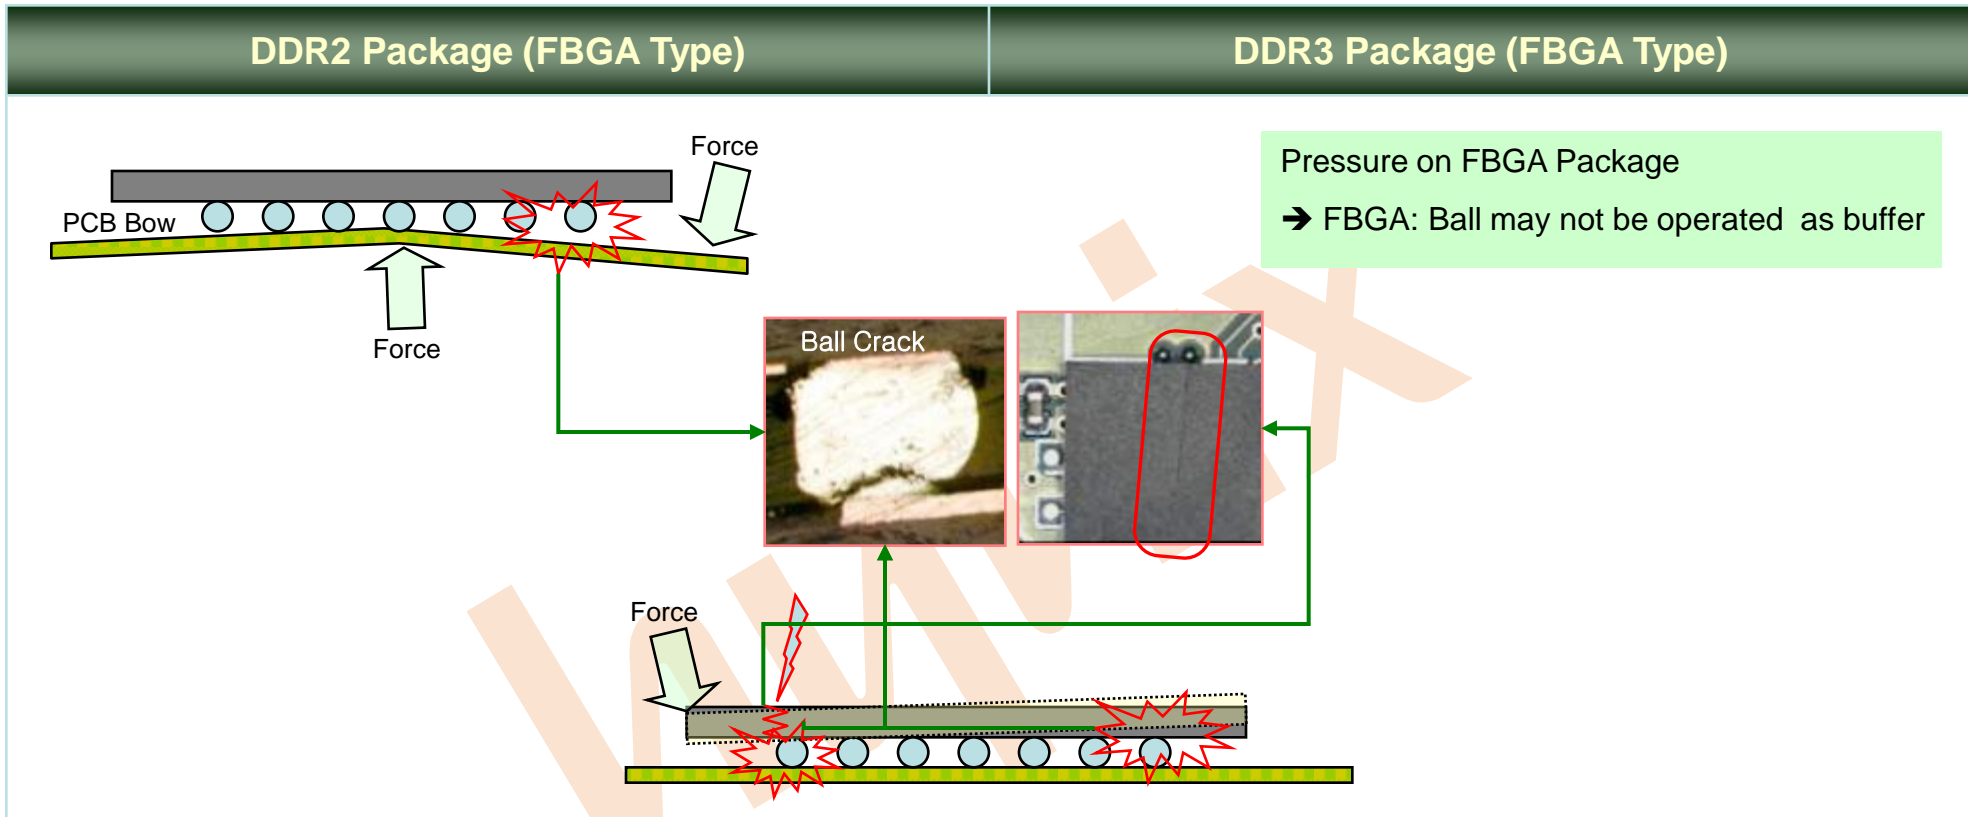 DDR2 Package (FBGA Type)
DDR3 Package (FBGA Type)
Force
PCB Bow
Force
Pressure on FBGA Package
➔ FBGA: Ball may not be operated as buffer
Ball Crack
Force